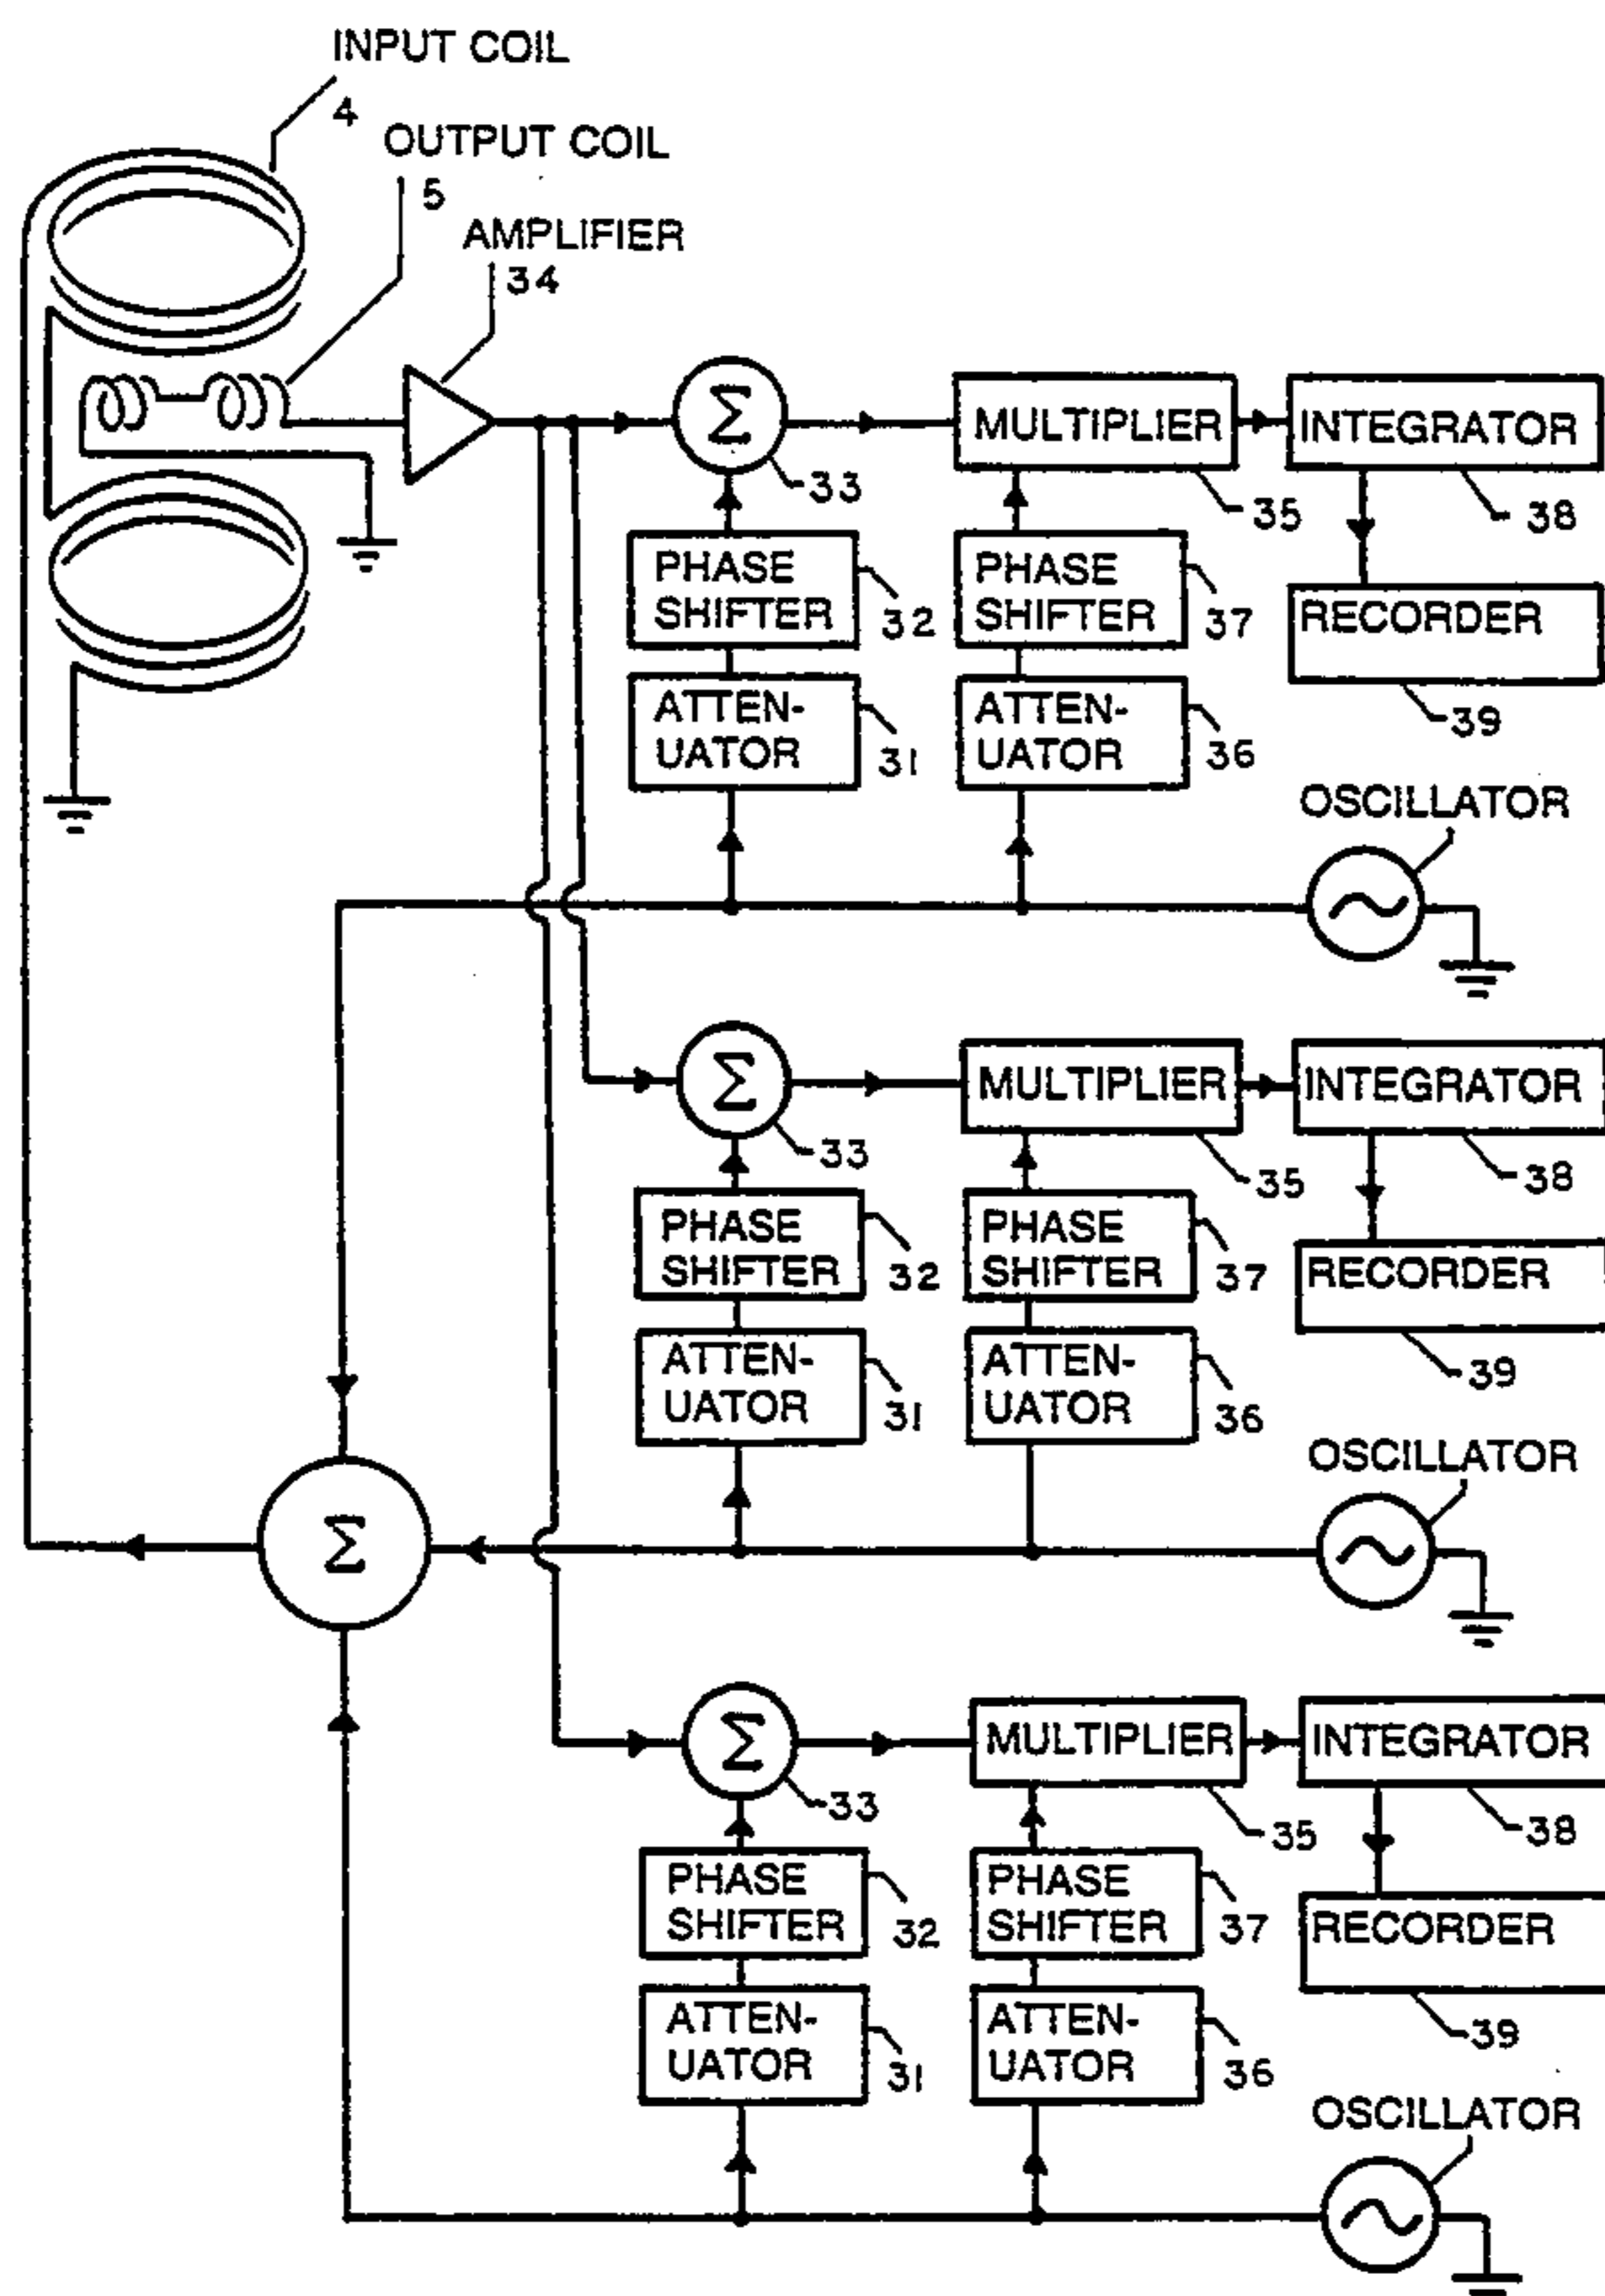 INPUT COIL
4
OUTPUT COIL
5
AMPLIFIER
34
Σ
33
MULTIPLIER
35
INTEGRATOR
38
PHASE
SHIFTER
32
PHASE
SHIFTER
37
RECORDER
39
ATTEN-
UATOR
31
ATTEN-
UATOR
36
OSCILLATOR
Σ
33
MULTIPLIER
35
INTEGRATOR
38
PHASE
SHIFTER
32
PHASE
SHIFTER
37
RECORDER
39
ATTEN-
UATOR
31
ATTEN-
UATOR
36
OSCILLATOR
Σ
Σ
33
MULTIPLIER
35
INTEGRATOR
38
PHASE
SHIFTER
32
PHASE
SHIFTER
37
RECORDER
39
ATTEN-
UATOR
31
ATTEN-
UATOR
36
OSCILLATOR